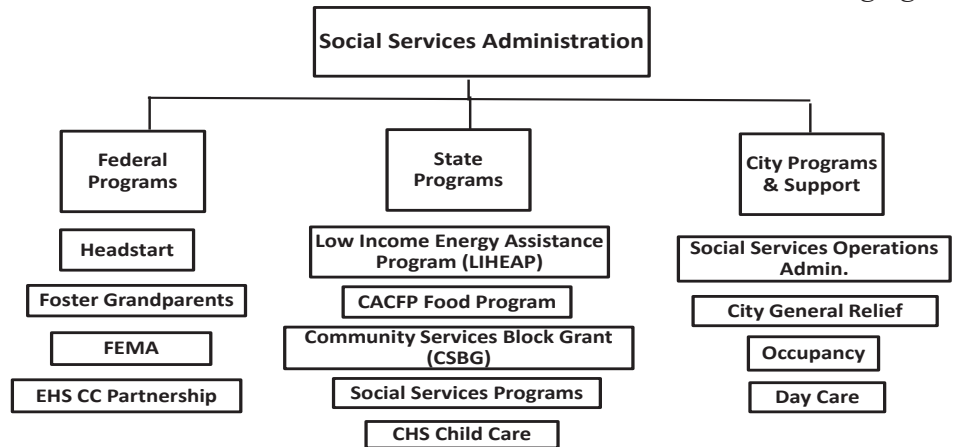 Social Services Administration
Federal
Programs
State
Programs
City Programs
& Support
Headstart
Foster Grandparents
FEMA
EHS CC Partnership
Low Income Energy Assistance
Program (LIHEAP)
CACFP Food Program
Community Services Block Grant
(CSBG)
Social Services Programs
CHS Child Care
Social Services Operations
Admin.
City General Relief
Occupancy
Day Care